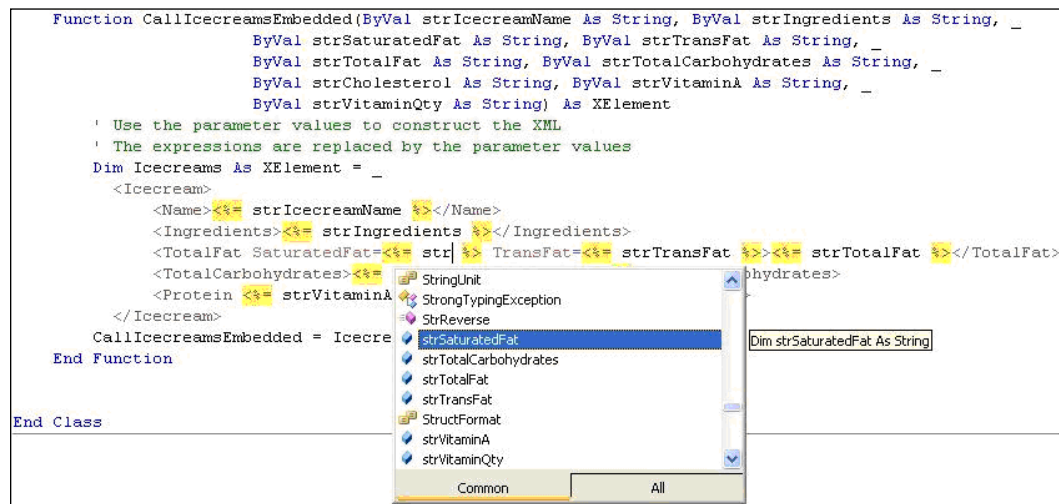 Function CallIcecreamsEmbedded(ByVal strIcecreamName As String, ByVal strIngredients As String, _
ByVal strSaturatedFat As String, ByVal strTransFat As String, _
ByVal strTotalFat As String, ByVal strTotalCarbohydrates As String, _
ByVal strCholesterol As String, ByVal strVitaminA As String, _
ByVal strVitaminQty As String) As XElement
' Use the parameter values to construct the XML
' The expressions are replaced by the parameter values
Dim Icecreams As XElement = _
<Icecream>
<Name><%= strIcecreamName %></Name>
<Ingredients><%= strIngredients %></Ingredients>
<TotalFat SaturatedFat=<%= str %> TransFat=<%= strTransFat %>><%= strTotalFat %></TotalFat>
<TotalCarbohydrates><%= ohydrates>
<Protein <%= strVitaminA >
</Icecream>
CallIcecreamsEmbedded = Icecre
End Function
End Class
StringUnit
StrongTypingException
StrReverse
strSaturatedFat
Dim strSaturatedFat As String
strTotalCarbohydrates
strTotalFat
strTransFat
StructFormat
strVitaminA
strVitaminQty
Common All